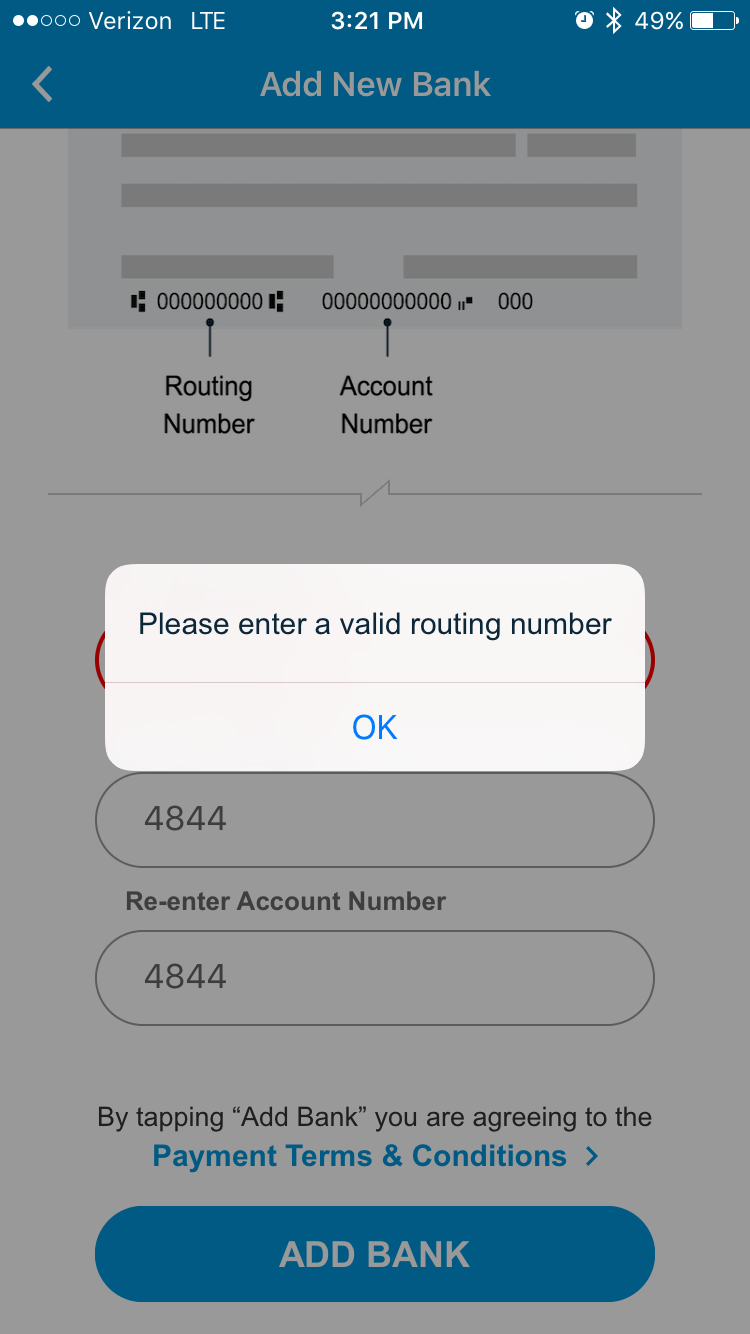 Verizon LTE 3:21 PM 49%
Add New Bank
000000000 00000000000 000
Routing Number
Account Number
Please enter a valid routing number
OK
4844
Re-enter Account Number
4844
By tapping “Add Bank” you are agreeing to the
Payment Terms & Conditions >
ADD BANK